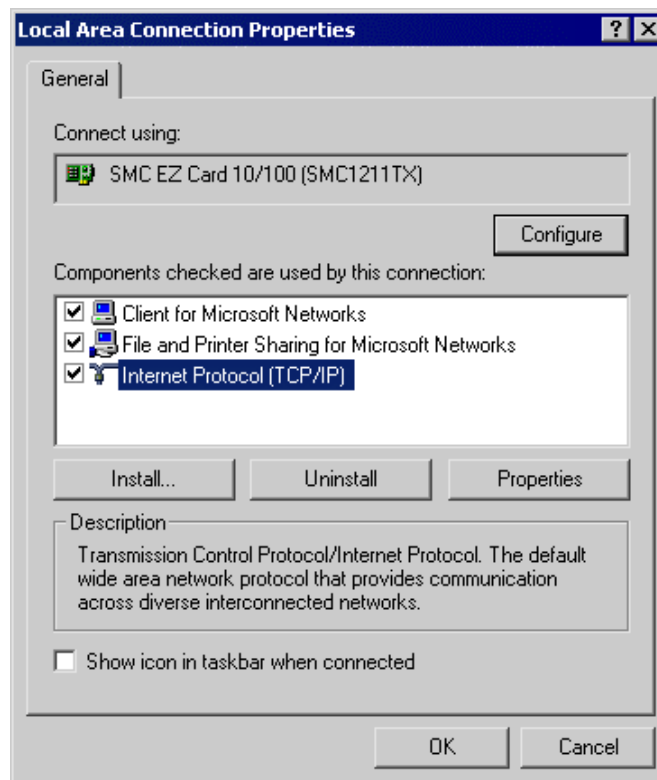 Local Area Connection Properties
General
Connect using:
SMC EZ Card 10/100 (SMC1211TX)
Configure
Components checked are used by this connection:
Client for Microsoft Networks
File and Printer Sharing for Microsoft Networks
Internet Protocol (TCP/IP)
Install... Uninstall Properties
Description
Transmission Control Protocol/Internet Protocol. The default
wide area network protocol that provides communication
across diverse interconnected networks.
Show icon in taskbar when connected
OK Cancel